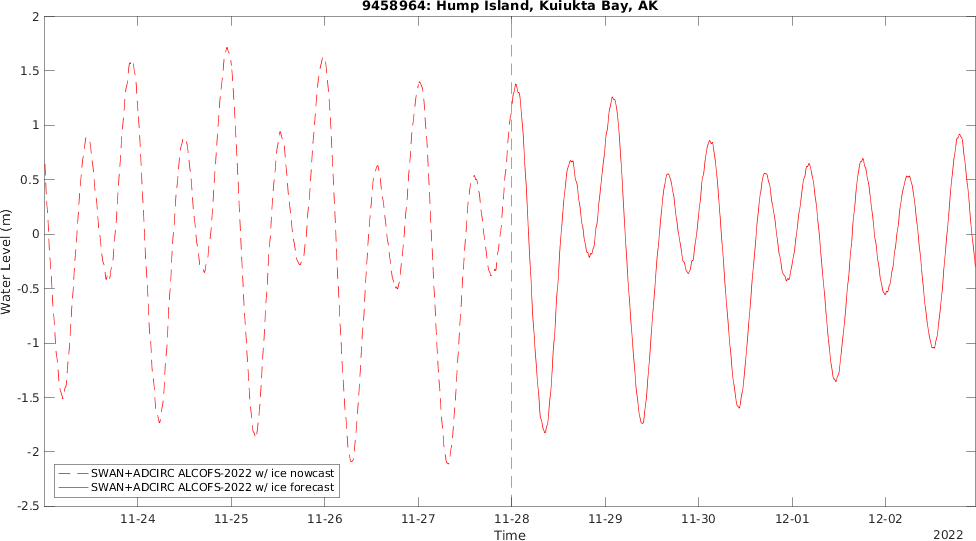 9458964: Hump Island, Kuiukta Bay, AK
2
1.5
1
0.5
0
-0.5
-1
-1.5
-2
-2.5
Water Level (m)
SWAN+ADCIRC ALCOFS-2022 w/ ice nowcast
SWAN+ADCIRC ALCOFS-2022 w/ ice forecast
11-24 11-25 11-26 11-27 11-28 11-29 11-30 12-01 12-02
Time
2022